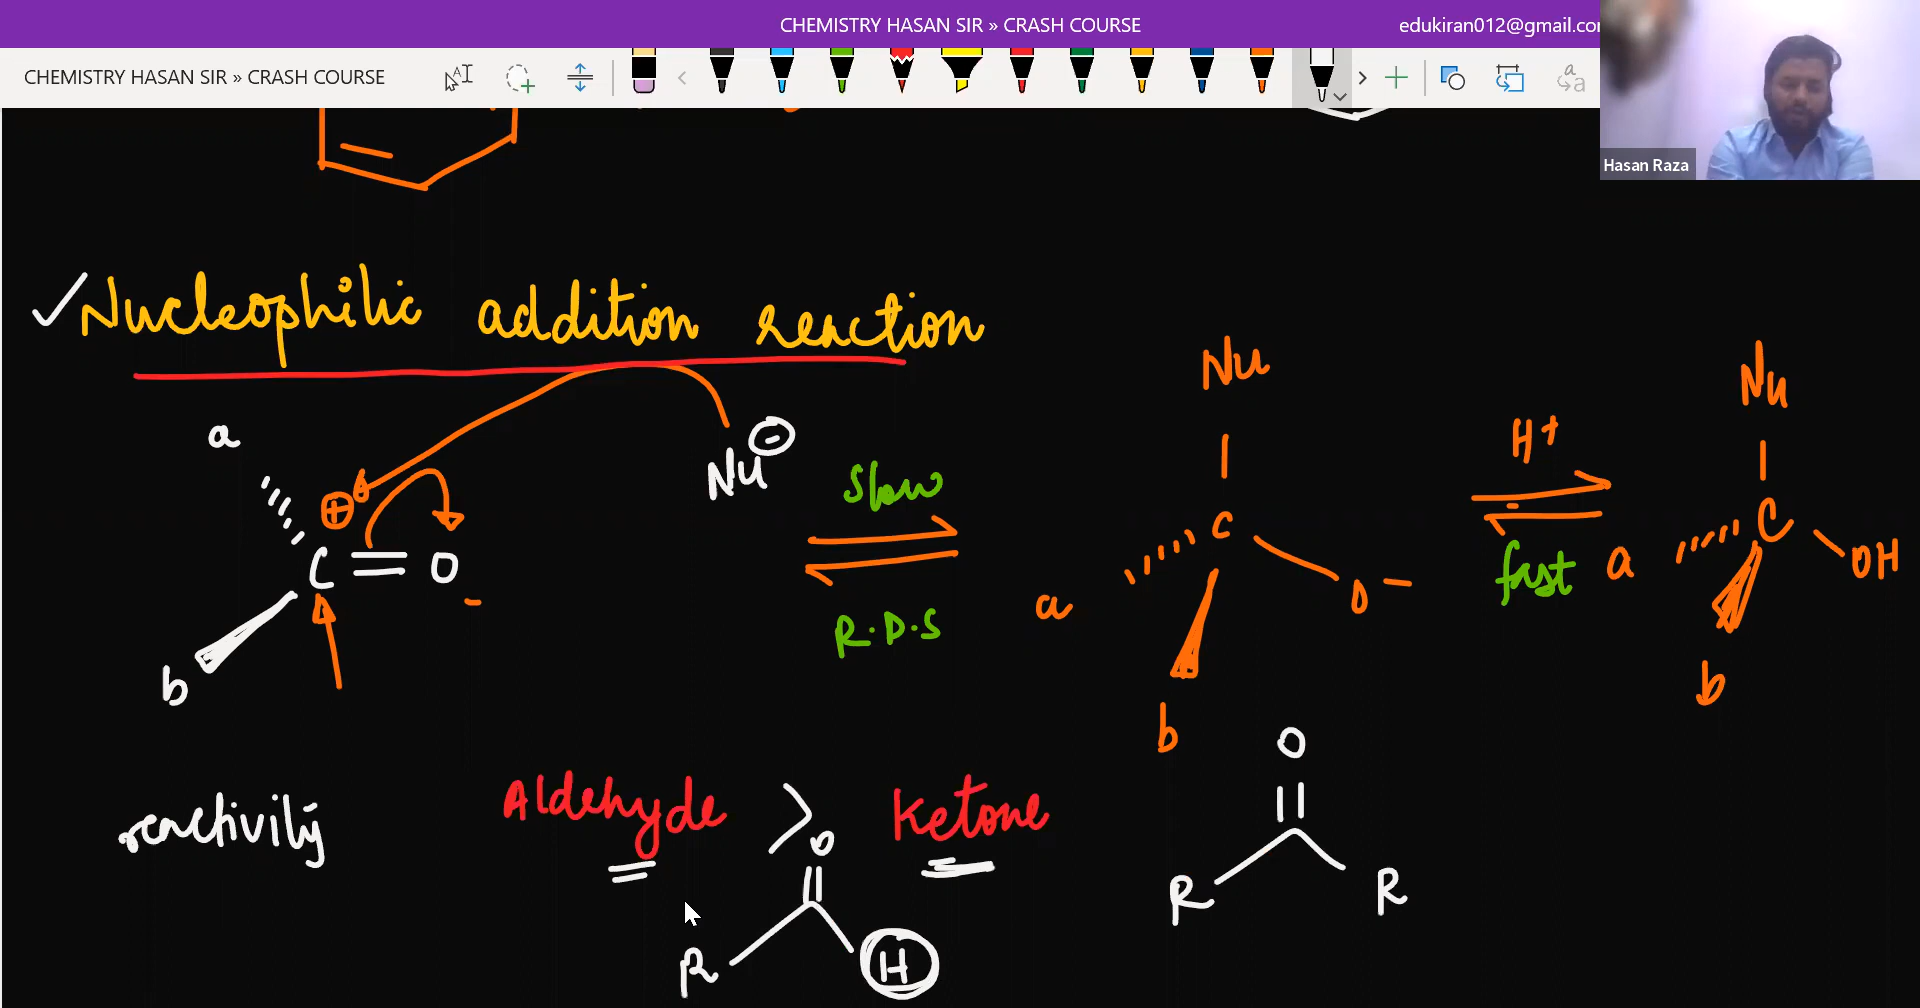 CHEMISTRY HASAN SIR » CRASH COURSE
edukiran012@gmail.co
CHEMISTRY HASAN SIR » CRASH COURSE
Hasan Raza
✓Nucleophilic addition reaction
a
C = O
⊕
-
b
Nu⊖
Slow
R.D.S
Nu
C
a
O-
b
H+
fast
Nu
C
a
OH
b
reactivity Aldehyde > Ketone
O
R
H
O
R
R